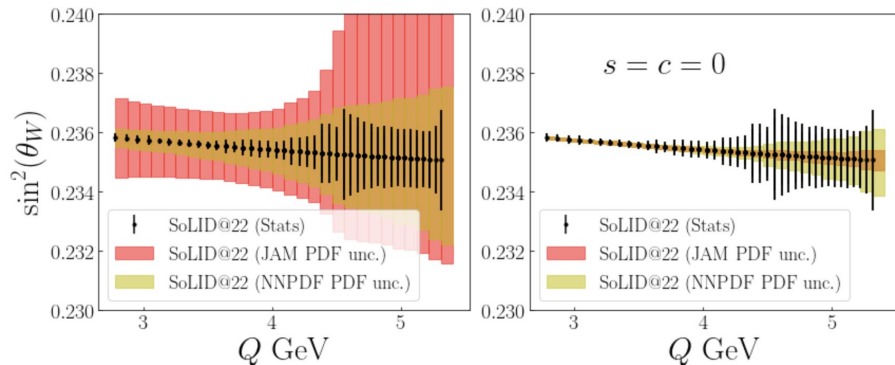 0.240
0.238
0.236
0.234
0.232
0.230
sin²(θ_W)
SoLID@22 (Stats)
SoLID@22 (JAM PDF unc.)
SoLID@22 (NNPDF PDF unc.)
3 4 5
Q GeV
0.240
0.238
0.236
0.234
0.232
0.230
s = c = 0
SoLID@22 (Stats)
SoLID@22 (JAM PDF unc.)
SoLID@22 (NNPDF PDF unc.)
3 4 5
Q GeV